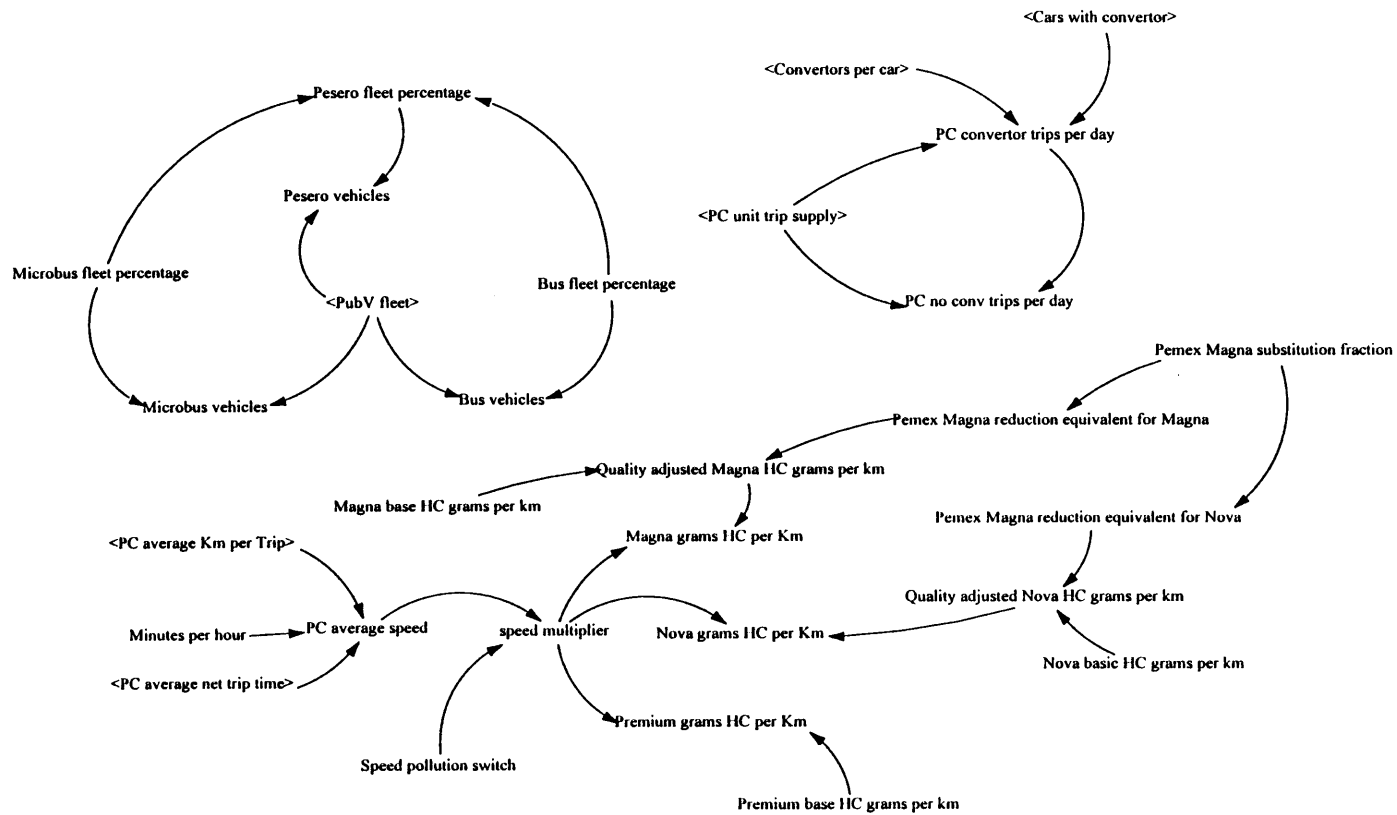 <Cars with convertor>
<Convertors per car>
Pesero fleet percentage
PC convertor trips per day
Pesero vehicles
<PC unit trip supply>
Microbus fleet percentage
Bus fleet percentage
<PubV fleet>
PC no conv trips per day
Pemex Magna substitution fraction
Microbus vehicles
Bus vehicles
Pemex Magna reduction equivalent for Magna
Quality adjusted Magna HC grams per km
Magna base HC grams per km
Pemex Magna reduction equivalent for Nova
Magna grams HC per Km
<PC average Km per Trip>
Quality adjusted Nova HC grams per km
Minutes per hour
PC average speed
speed multiplier
Nova grams HC per Km
Nova basic HC grams per km
<PC average net trip time>
Premium grams HC per Km
Speed pollution switch
Premium base HC grams per km